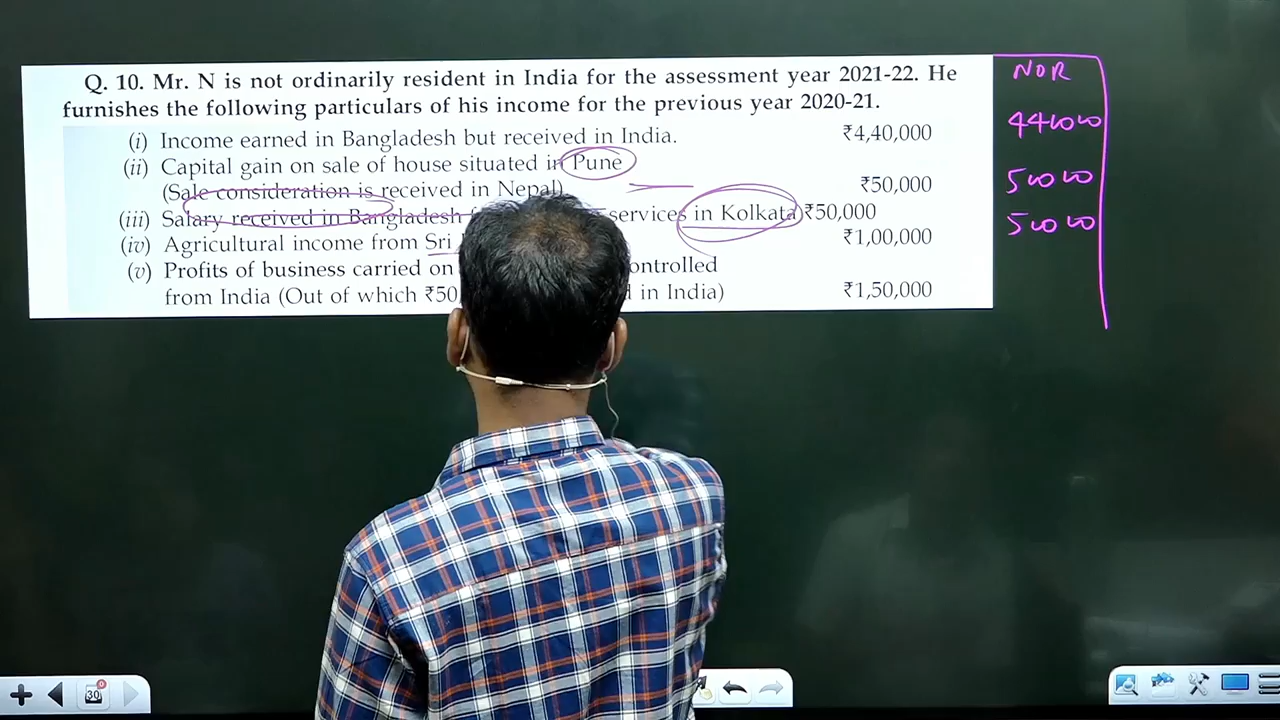 Q. 10. Mr. N is not ordinarily resident in India for the assessment year 2021-22. He
furnishes the following particulars of his income for the previous year 2020-21.
(i) Income earned in Bangladesh but received in India. ₹4,40,000
(ii) Capital gain on sale of house situated in Pune
(Sale consideration is received in Nepal). ₹50,000
(iii) Salary received in Bangladesh services in Kolkata ₹50,000
(iv) Agricultural income from Sri ₹1,00,000
(v) Profits of business carried on ontrolled
from India (Out of which ₹50, d in India) ₹1,50,000
NOR
440000
50000
50000
30
0